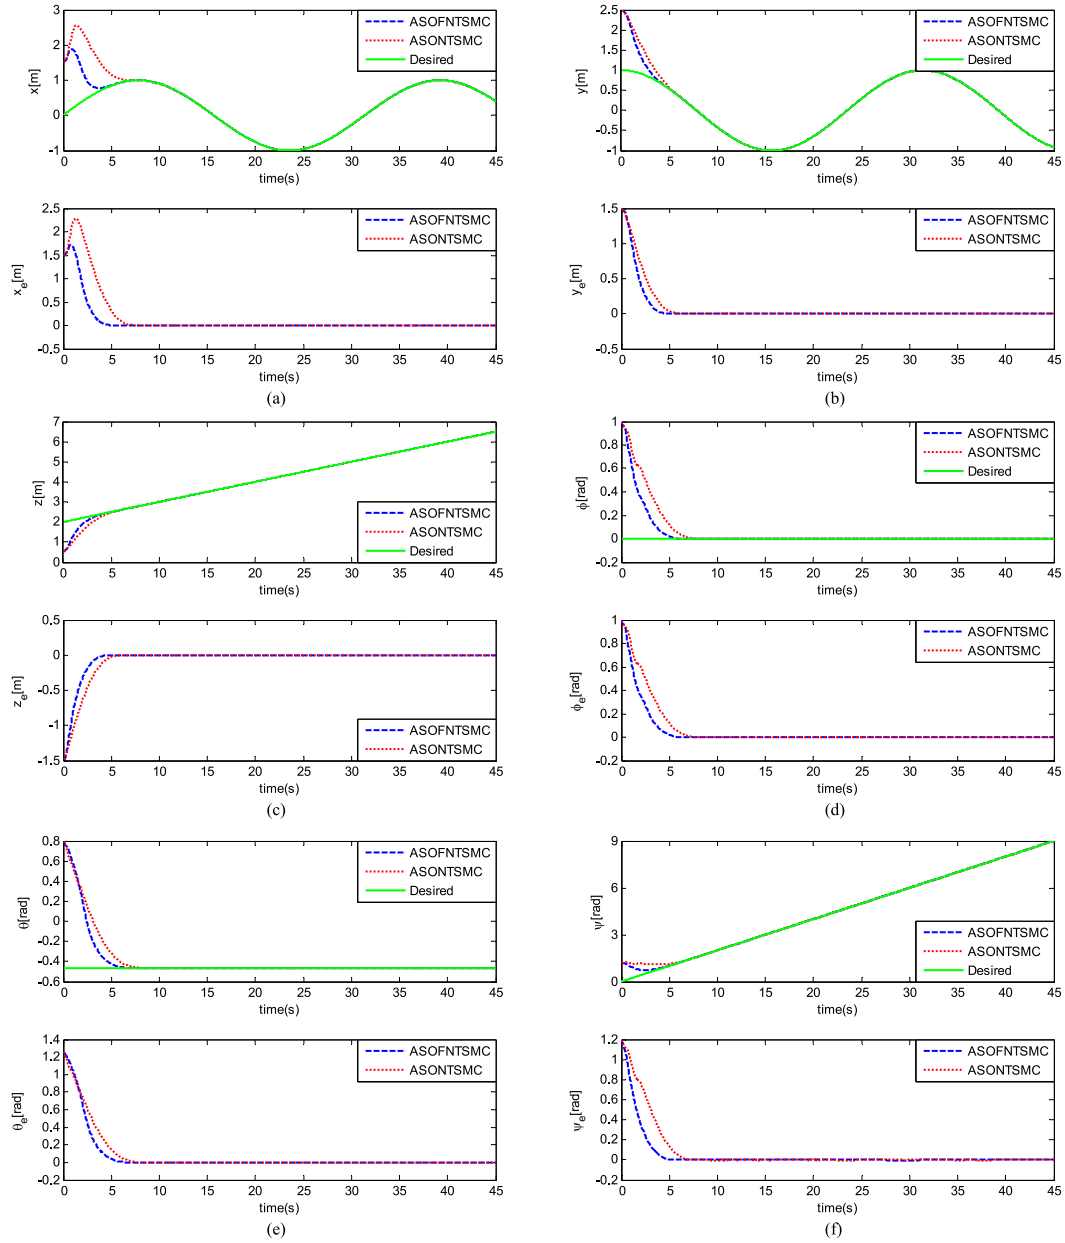 3
2
1
0
-1
x[m]
ASOFNTSMC
ASONTSMC
Desired
0 5 10 15 20 25 30 35 40 45
time(s)
2.5
2
1.5
1
0.5
0
-0.5
x_e[m]
ASOFNTSMC
ASONTSMC
0 5 10 15 20 25 30 35 40 45
time(s)
(a)
2.5
2
1.5
1
0.5
0
-0.5
-1
y[m]
ASOFNTSMC
ASONTSMC
Desired
0 5 10 15 20 25 30 35 40 45
time(s)
1.5
1
0.5
0
-0.5
y_e[m]
ASOFNTSMC
ASONTSMC
0 5 10 15 20 25 30 35 40 45
time(s)
(b)
7
6
5
4
3
2
1
0
z[m]
ASOFNTSMC
ASONTSMC
Desired
0 5 10 15 20 25 30 35 40 45
time(s)
0.5
0
-0.5
-1
-1.5
z_e[m]
ASOFNTSMC
ASONTSMC
0 5 10 15 20 25 30 35 40 45
time(s)
(c)
1
0.8
0.6
0.4
0.2
0
-0.2
ϕ[rad]
ASOFNTSMC
ASONTSMC
Desired
0 5 10 15 20 25 30 35 40 45
time(s)
1
0.8
0.6
0.4
0.2
0
-0.2
ϕ_e[rad]
ASOFNTSMC
ASONTSMC
0 5 10 15 20 25 30 35 40 45
time(s)
(d)
0.8
0.6
0.4
0.2
0
-0.2
-0.4
-0.6
θ[rad]
ASOFNTSMC
ASONTSMC
Desired
0 5 10 15 20 25 30 35 40 45
time(s)
1.4
1.2
1
0.8
0.6
0.4
0.2
0
-0.2
θ_e[rad]
ASOFNTSMC
ASONTSMC
0 5 10 15 20 25 30 35 40 45
time(s)
(e)
9
6
3
0
ψ[rad]
ASOFNTSMC
ASONTSMC
Desired
0 5 10 15 20 25 30 35 40 45
time(s)
1.2
1
0.8
0.6
0.4
0.2
0
-0.2
ψ_e[rad]
ASOFNTSMC
ASONTSMC
0 5 10 15 20 25 30 35 40 45
time(s)
(f)